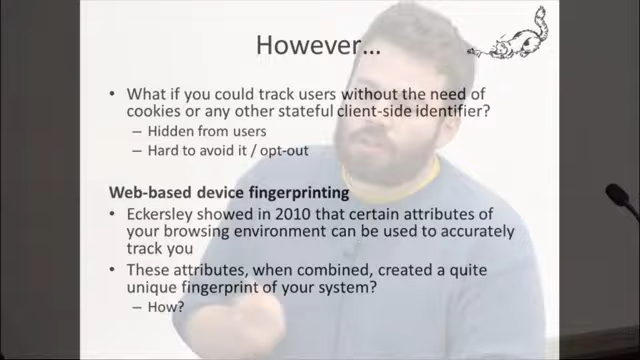 However...
• What if you could track users without the need of
cookies or any other stateful client-side identifier?
– Hidden from users
– Hard to avoid it / opt-out
Web-based device fingerprinting
• Eckersley showed in 2010 that certain attributes of
your browsing environment can be used to accurately
track you
• These attributes, when combined, created a quite
unique fingerprint of your system?
– How?